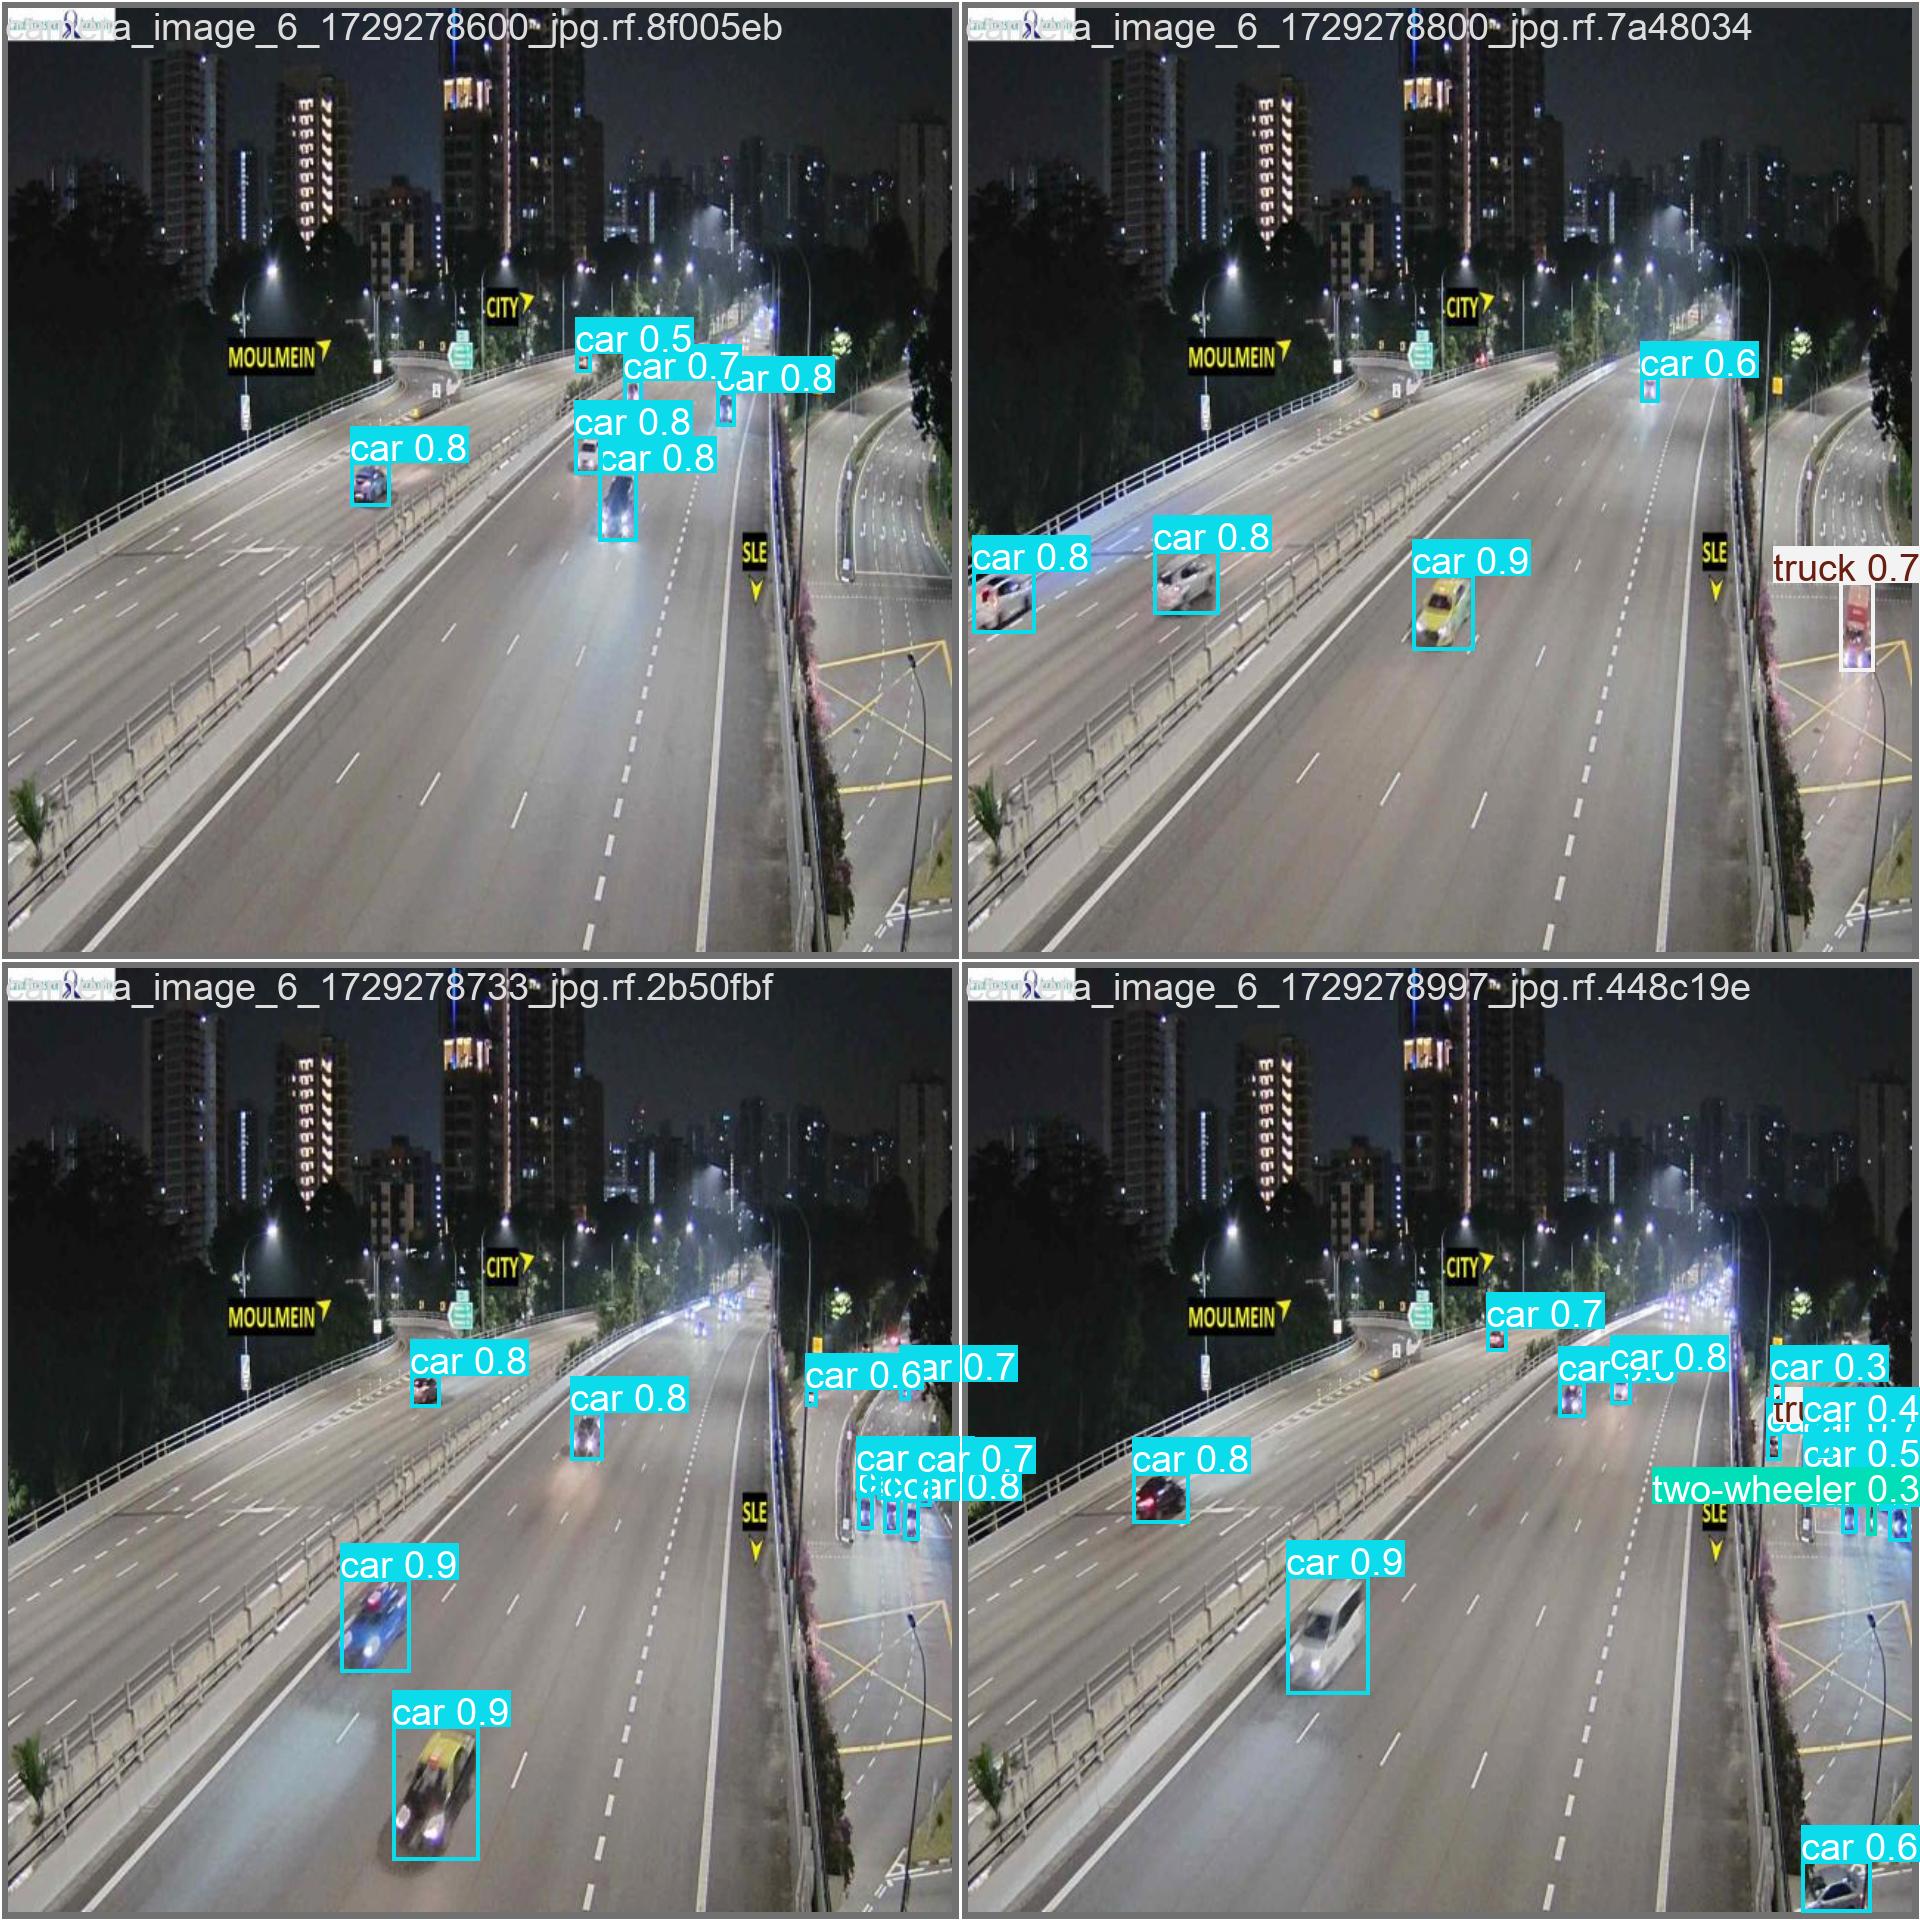 a_image_6_1729278600_jpg.rf.8f005eb
CITY
MOULMEIN
car 0.5
car 0.7
car 0.8
car 0.8
car 0.8
car 0.8
SLE
a_image_6_1729278800_jpg.rf.7a48034
CITY
MOULMEIN
car 0.6
car 0.8
car 0.8
car 0.9
SLE
truck 0.7
a_image_6_1729278733_jpg.rf.2b50fbf
CITY
MOULMEIN
car 0.8
car 0.6
car 0.7
car 0.8
car
car 0.7
car 0.8
SLE
car 0.9
car 0.9
a_image_6_1729278997_jpg.rf.448c19e
CITY
MOULMEIN
car 0.7
car
car 0.8
car 0.3
car 0.4
car 0.8
car 0.5
two-wheeler 0.3
SLE
car 0.9
car 0.6